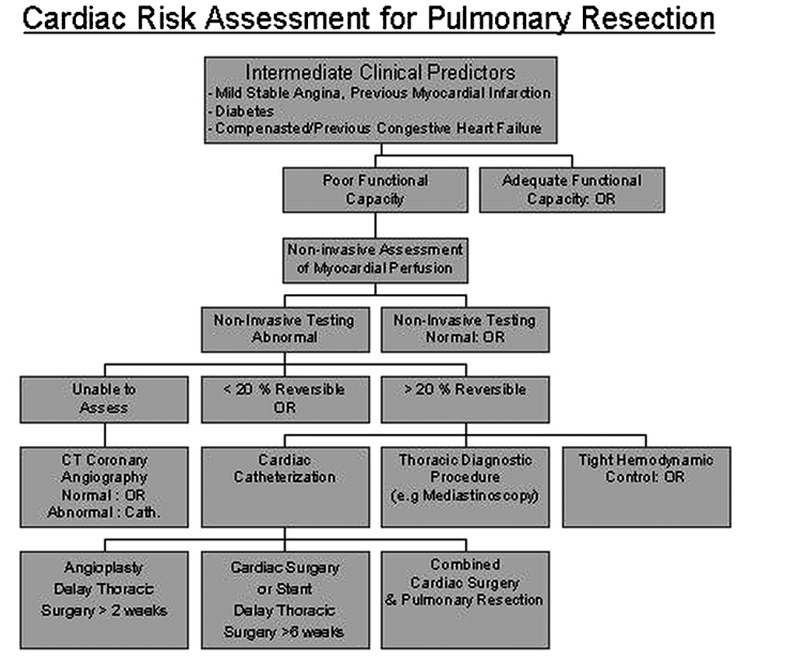 Cardiac Risk Assessment for Pulmonary Resection
Intermediate Clinical Predictors
- Mild Stable Angina, Previous Myocardial Infarction
- Diabetes
- Compenasted/Previous Congestive Heart Failure
Poor Functional
Capacity
Adequate Functional
Capacity: OR
Non-invasive Assessment
of Myocardial Perfusion
Non-Invasive Testing
Abnormal
Non-Invasive Testing
Normal: OR
Unable to
Assess
< 20 % Reversible
OR
> 20 % Reversible
CT Coronary
Angiography
Normal : OR
Abnormal : Cath.
Cardiac
Catheterization
Thoracic Diagnostic
Procedure
(e.g Mediastinoscopy)
Tight Hemodynamic
Control: OR
Angioplasty
Delay Thoracic
Surgery > 2 weeks
Cardiac Surgery
or Stent
Delay Thoracic
Surgery >6 weeks
Combined
Cardiac Surgery
& Pulmonary Resection